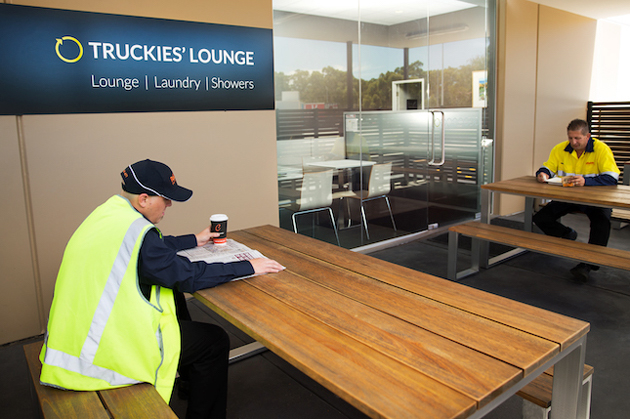 TRUCKIES' LOUNGE
Lounge | Laundry | Showers